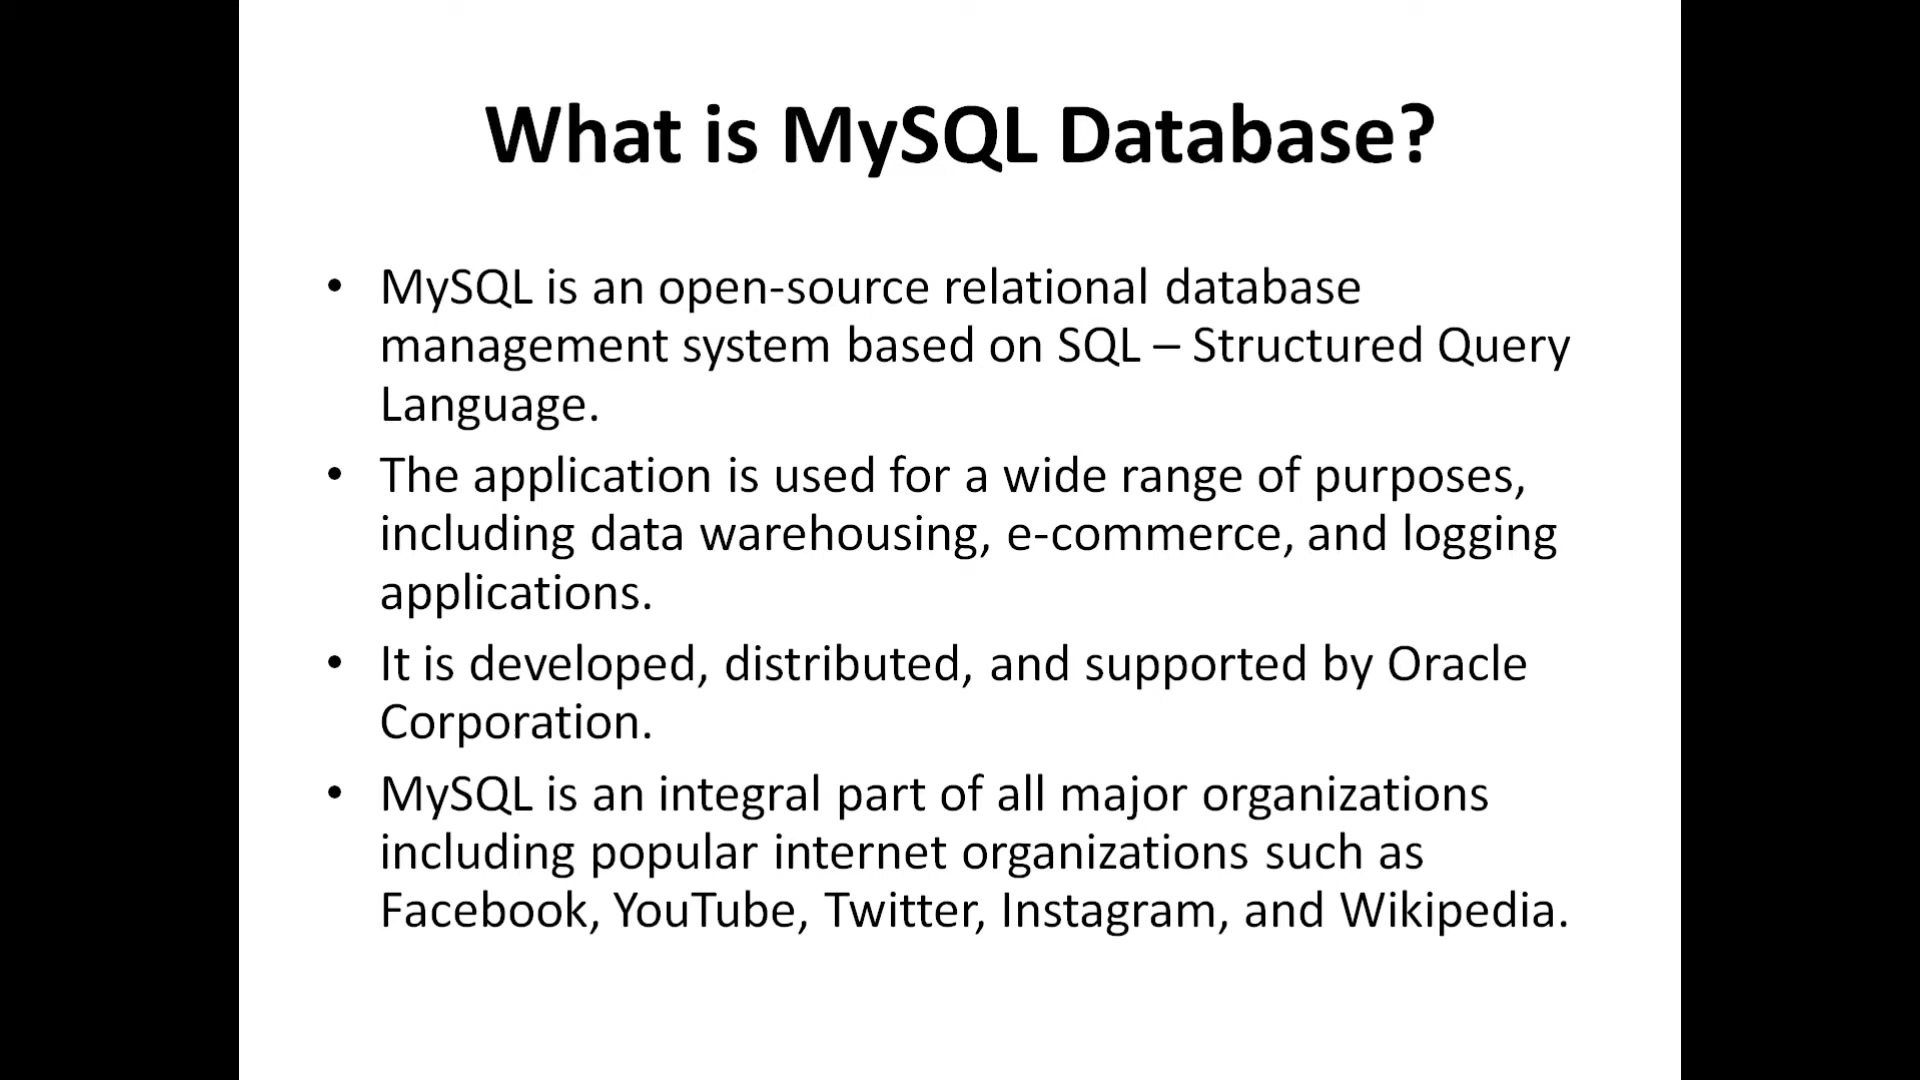 What is MySQL Database?
• MySQL is an open-source relational database
management system based on SQL – Structured Query
Language.
• The application is used for a wide range of purposes,
including data warehousing, e-commerce, and logging
applications.
• It is developed, distributed, and supported by Oracle
Corporation.
• MySQL is an integral part of all major organizations
including popular internet organizations such as
Facebook, YouTube, Twitter, Instagram, and Wikipedia.